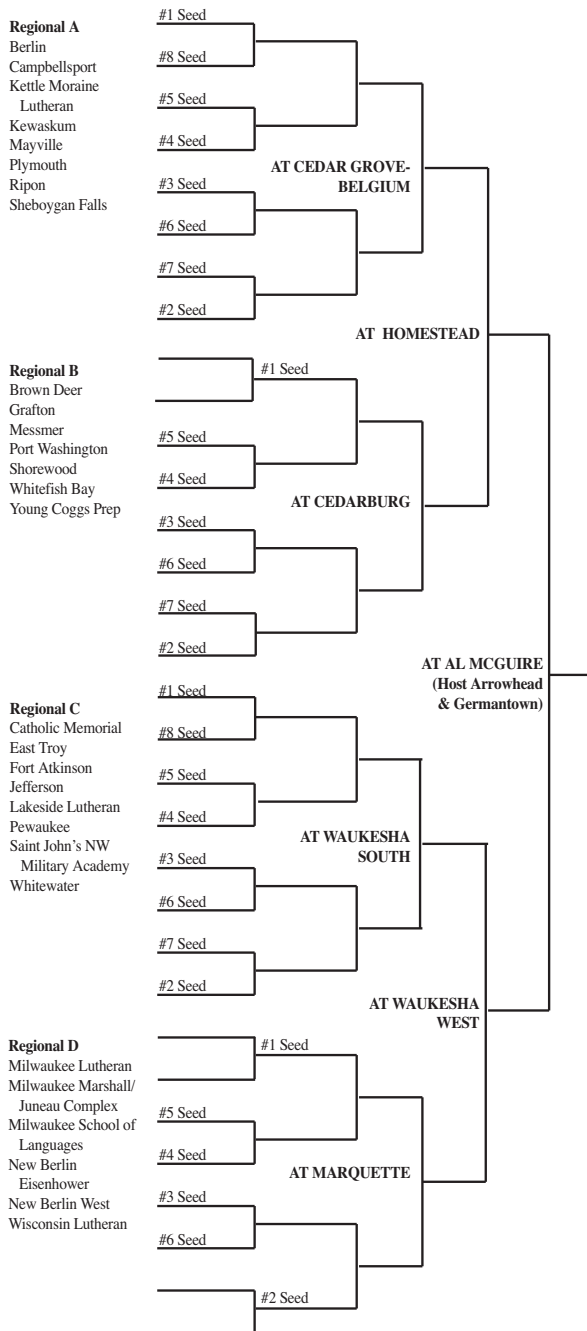 Regional A
Berlin
Campbellsport
Kettle Moraine
Lutheran
Kewaskum
Mayville
Plymouth
Ripon
Sheboygan Falls
#1 Seed
#8 Seed
#5 Seed
#4 Seed
#3 Seed
#6 Seed
#7 Seed
#2 Seed
AT CEDAR GROVE-
BELGIUM
AT HOMESTEAD
Regional B
Brown Deer
Grafton
Messmer
Port Washington
Shorewood
Whitefish Bay
Young Coggs Prep
#1 Seed
#5 Seed
#4 Seed
#3 Seed
#6 Seed
#7 Seed
#2 Seed
AT CEDARBURG
AT AL MCGUIRE
(Host Arrowhead
& Germantown)
Regional C
Catholic Memorial
East Troy
Fort Atkinson
Jefferson
Lakeside Lutheran
Pewaukee
Saint John's NW
Military Academy
Whitewater
#1 Seed
#8 Seed
#5 Seed
#4 Seed
#3 Seed
#6 Seed
#7 Seed
#2 Seed
AT WAUKESHA
SOUTH
AT WAUKESHA
WEST
Regional D
Milwaukee Lutheran
Milwaukee Marshall/
Juneau Complex
Milwaukee School of
Languages
New Berlin
Eisenhower
New Berlin West
Wisconsin Lutheran
#1 Seed
#5 Seed
#4 Seed
#3 Seed
#6 Seed
#2 Seed
AT MARQUETTE